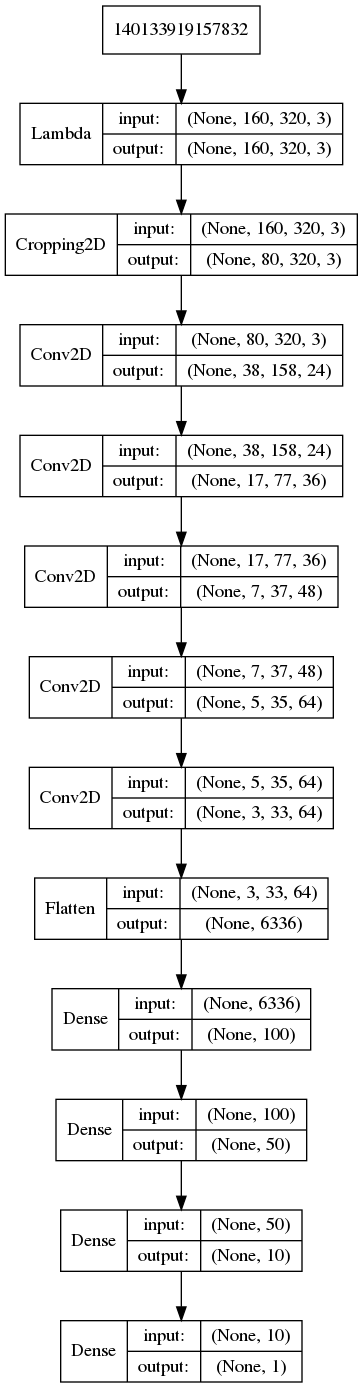 140133919157832
Lambda
input: (None, 160, 320, 3)
output: (None, 160, 320, 3)
Cropping2D
input: (None, 160, 320, 3)
output: (None, 80, 320, 3)
Conv2D
input: (None, 80, 320, 3)
output: (None, 38, 158, 24)
Conv2D
input: (None, 38, 158, 24)
output: (None, 17, 77, 36)
Conv2D
input: (None, 17, 77, 36)
output: (None, 7, 37, 48)
Conv2D
input: (None, 7, 37, 48)
output: (None, 5, 35, 64)
Conv2D
input: (None, 5, 35, 64)
output: (None, 3, 33, 64)
Flatten
input: (None, 3, 33, 64)
output: (None, 6336)
Dense
input: (None, 6336)
output: (None, 100)
Dense
input: (None, 100)
output: (None, 50)
Dense
input: (None, 50)
output: (None, 10)
Dense
input: (None, 10)
output: (None, 1)